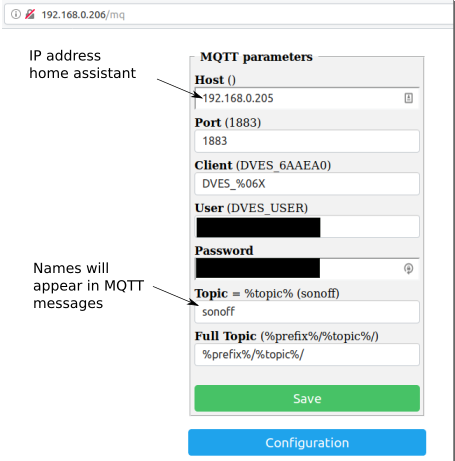 192.168.0.206/mq
IP address
home assistant
MQTT parameters
Host ()
192.168.0.205
Port (1883)
1883
Client (DVES_6AAEA0)
DVES_%06X
User (DVES_USER)
Password
Names will
appear in MQTT
messages
Topic = %topic% (sonoff)
sonoff
Full Topic (%prefix%/%topic%/)
%prefix%/%topic%/
Save
Configuration